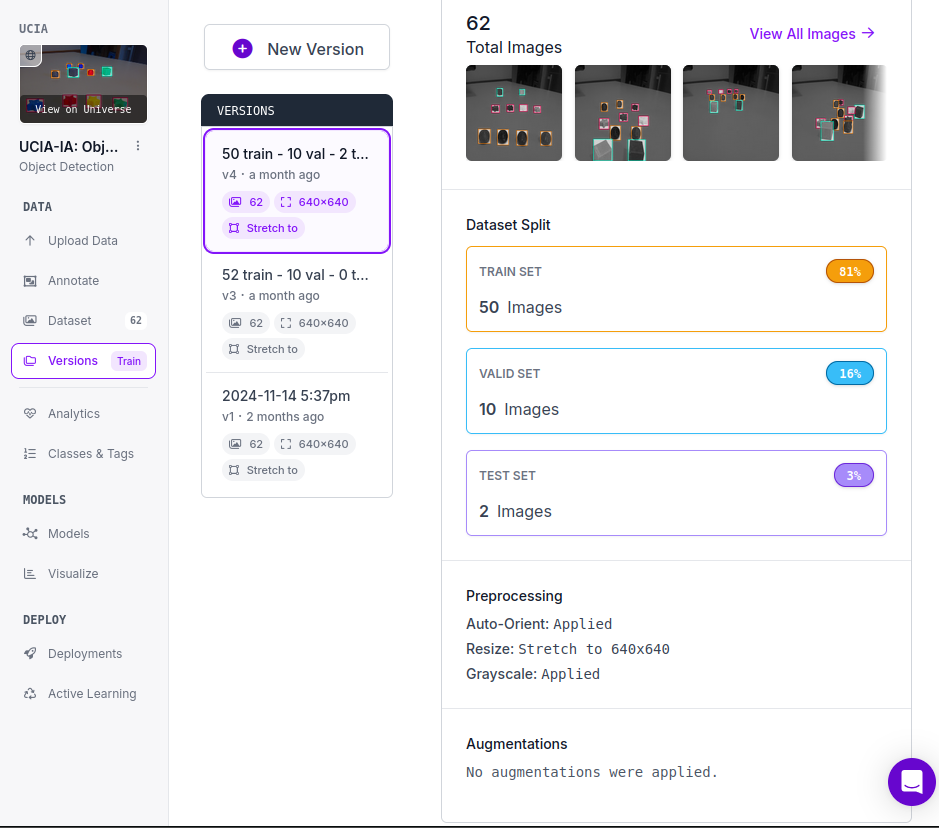 UCIA
View on Universe
UCIA-IA: Obj...
Object Detection
DATA
Upload Data
Annotate
Dataset 62
Versions Train
Analytics
Classes & Tags
MODELS
Models
Visualize
DEPLOY
Deployments
Active Learning
New Version
VERSIONS
50 train - 10 val - 2 t...
v4 · a month ago
62 640×640
Stretch to
52 train - 10 val - 0 t...
v3 · a month ago
62 640×640
Stretch to
2024-11-14 5:37pm
v1 · 2 months ago
62 640×640
Stretch to
62
Total Images
View All Images →
Dataset Split
TRAIN SET 81%
50 Images
VALID SET 16%
10 Images
TEST SET 3%
2 Images
Preprocessing
Auto-Orient: Applied
Resize: Stretch to 640x640
Grayscale: Applied
Augmentations
No augmentations were applied.